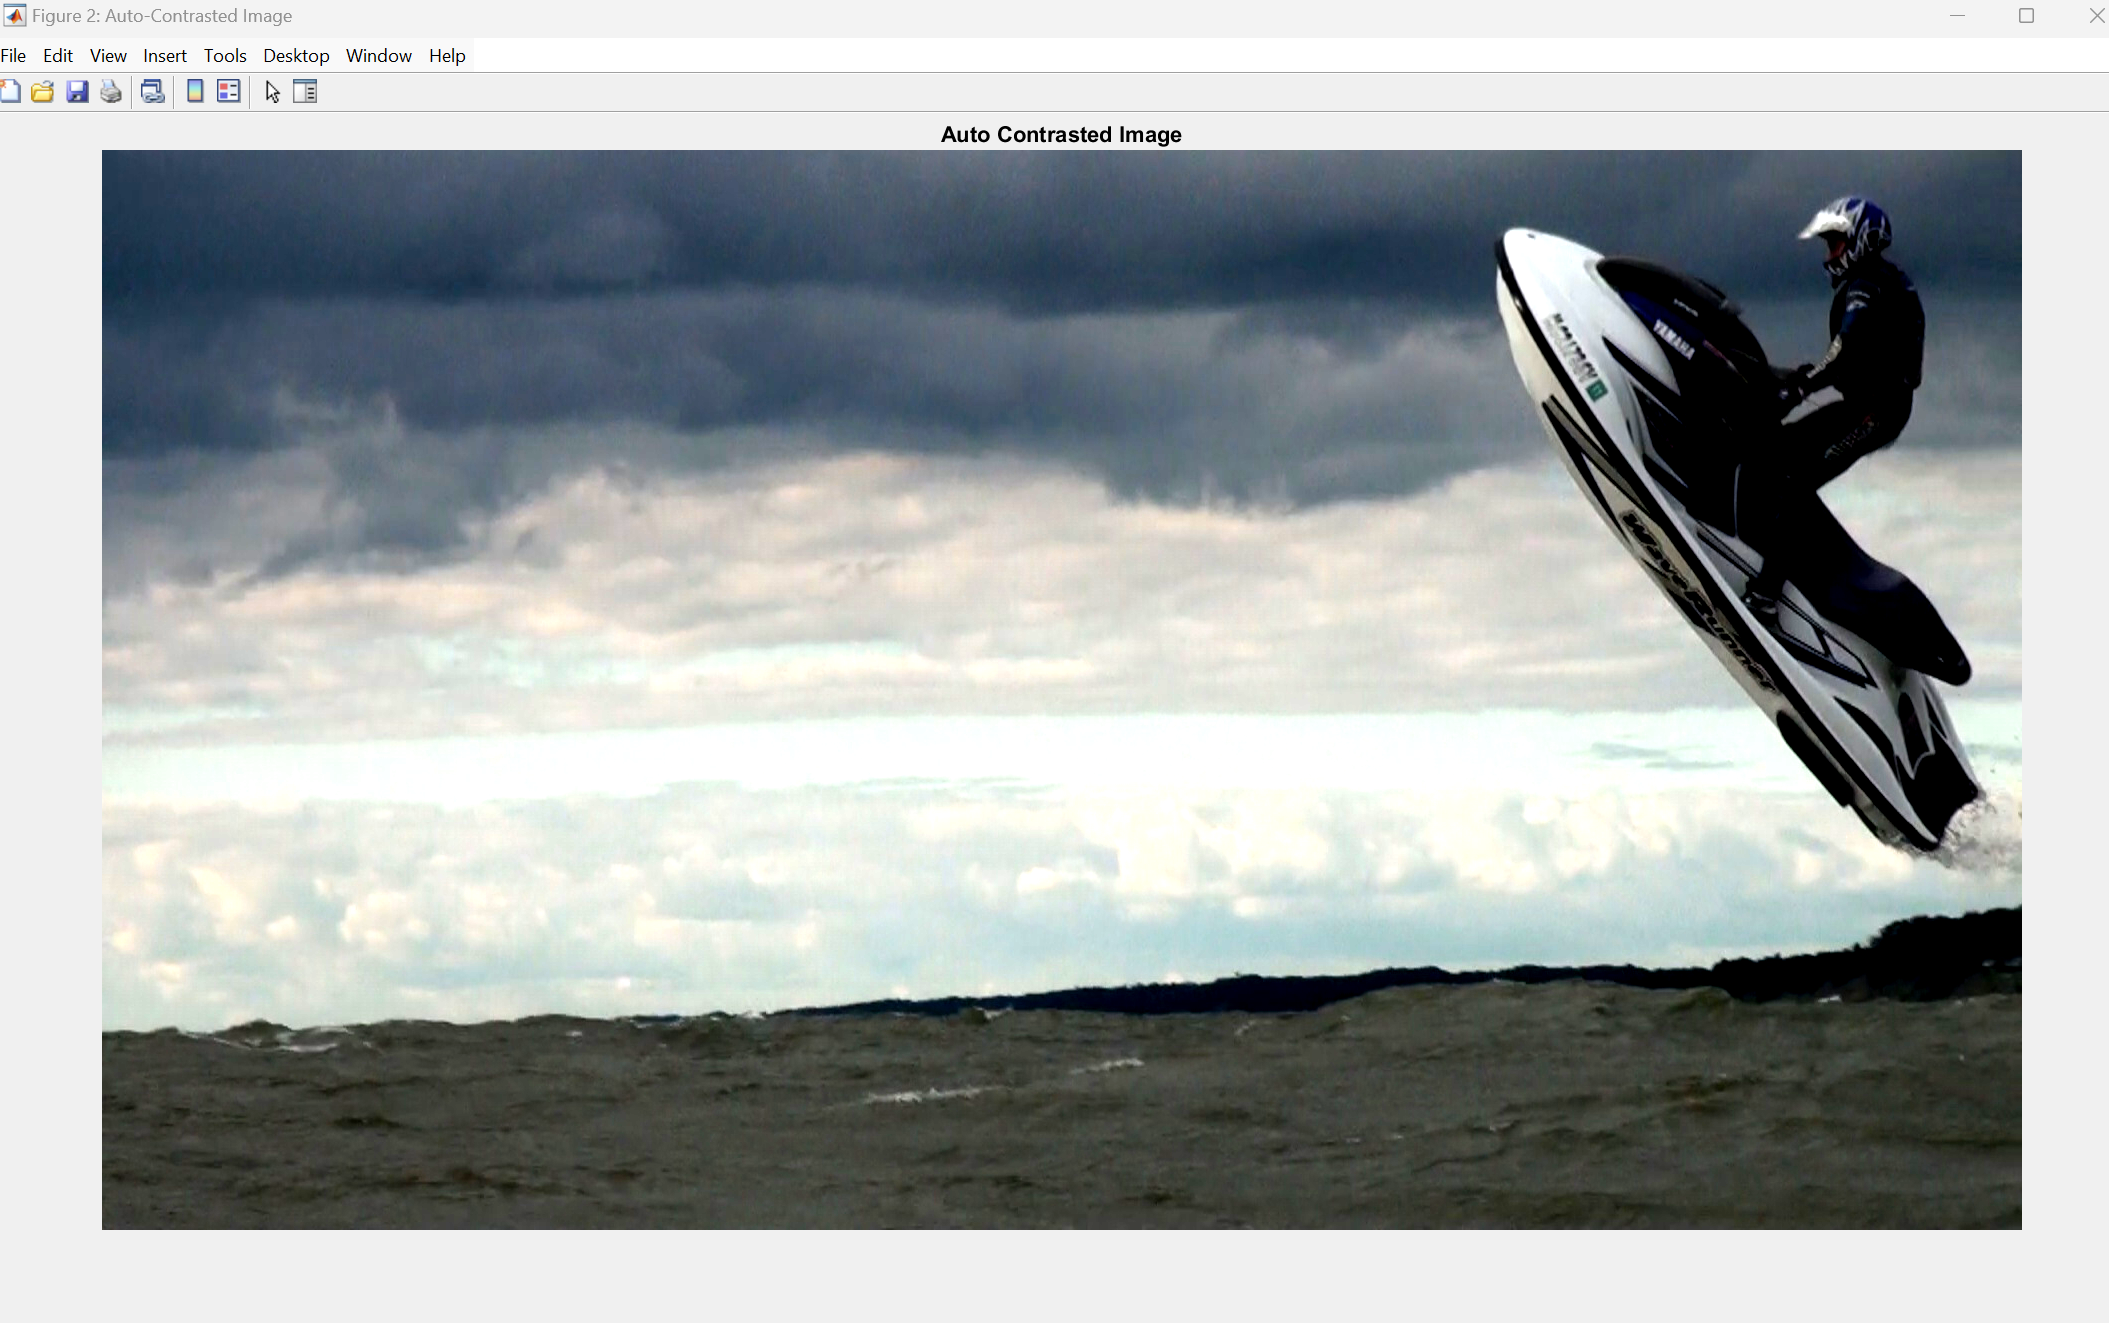 Figure 2: Auto-Contrasted Image
File Edit View Insert Tools Desktop Window Help
Auto Contrasted Image
YAMAHA
WaveRunner